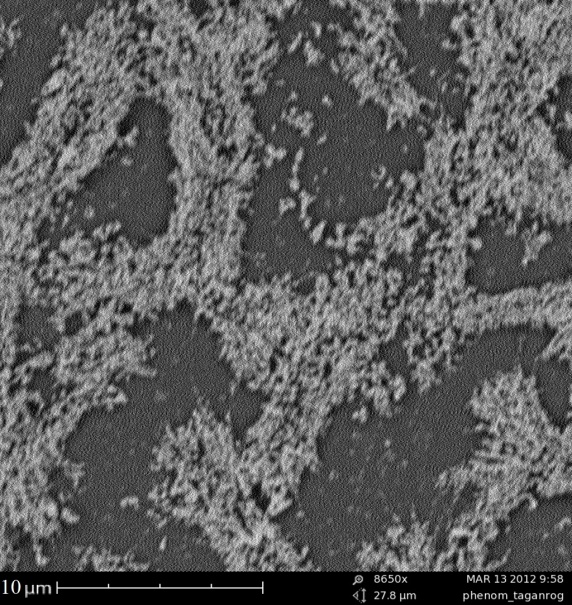 10 µm
8650x
27.8 µm
MAR 13 2012 9:58
phenom_taganrog